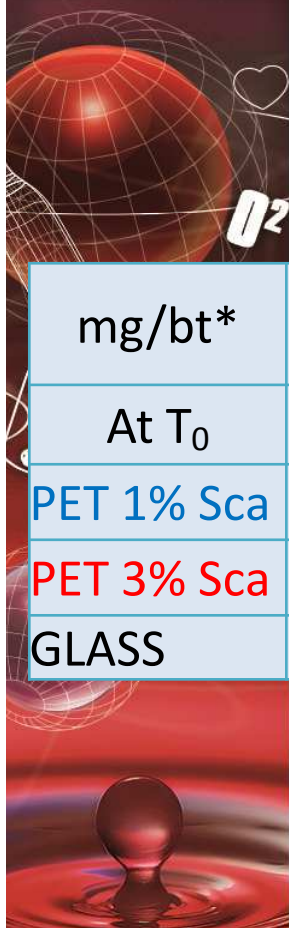 O²
mg/bt*
At T₀
PET 1% Sca
PET 3% Sca
GLASS